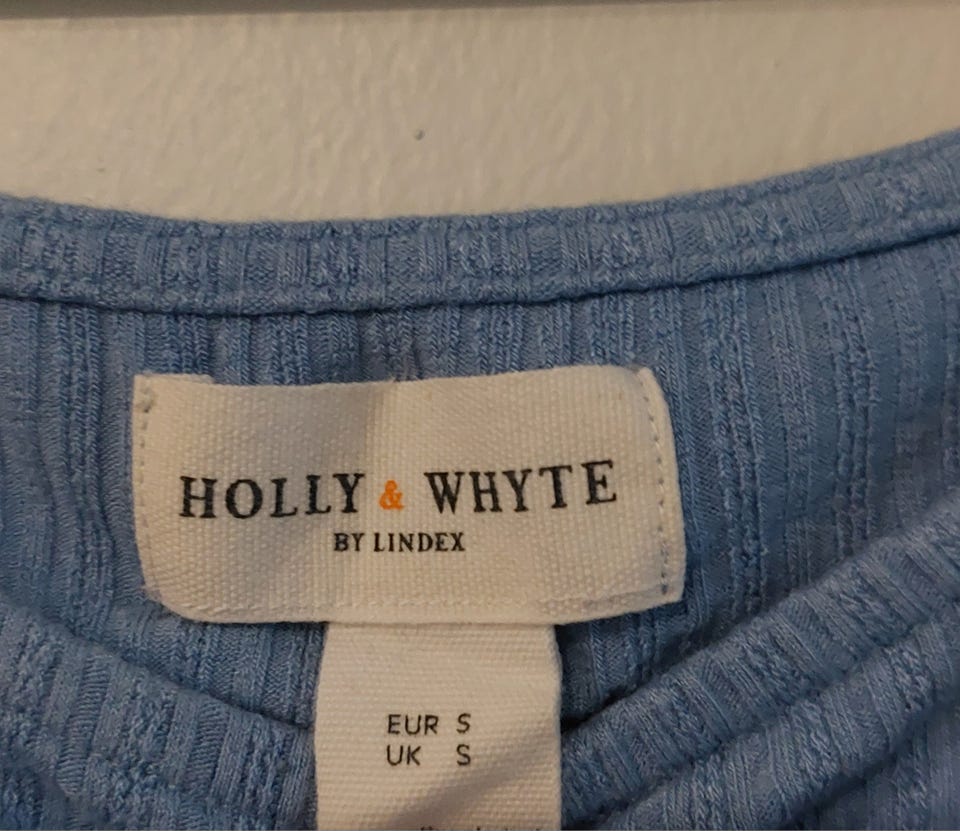 HOLLY & WHYTE
BY LINDEX
EUR S
UK S